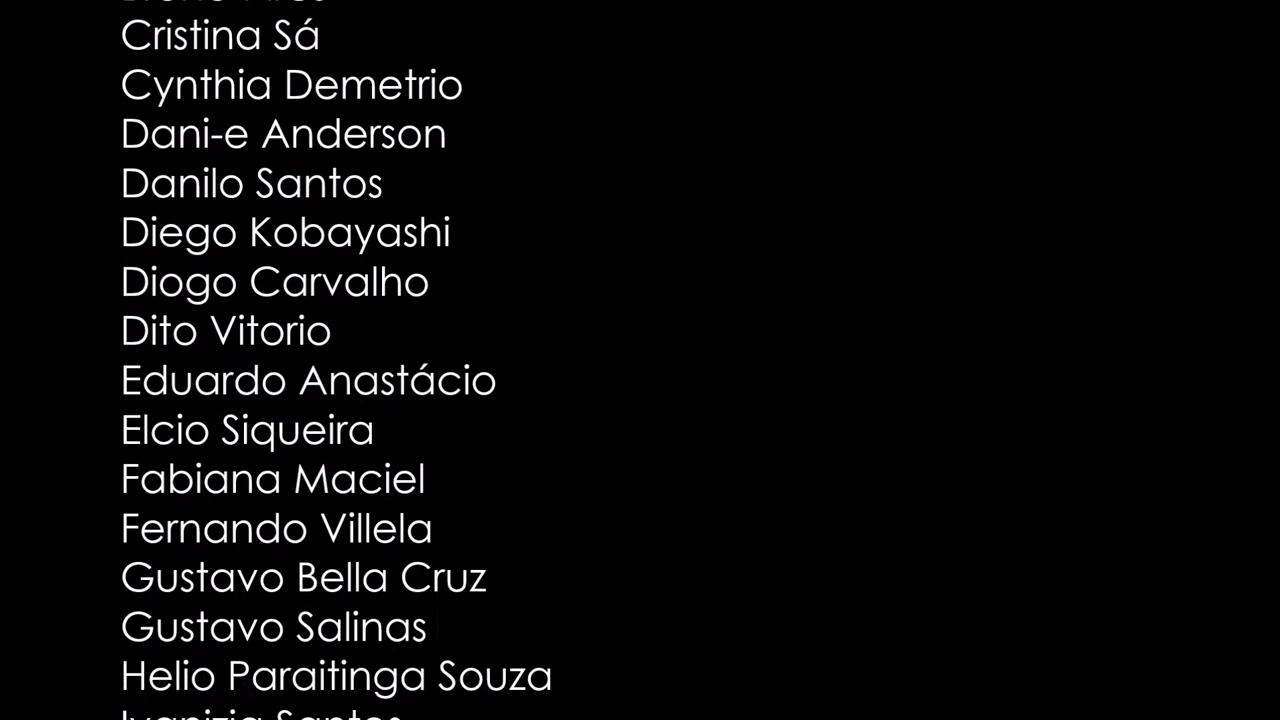 Cristina Sá
Cynthia Demetrio
Dani-e Anderson
Danilo Santos
Diego Kobayashi
Diogo Carvalho
Dito Vitorio
Eduardo Anastácio
Elcio Siqueira
Fabiana Maciel
Fernando Villela
Gustavo Bella Cruz
Gustavo Salinas
Helio Paraitinga Souza
Santos